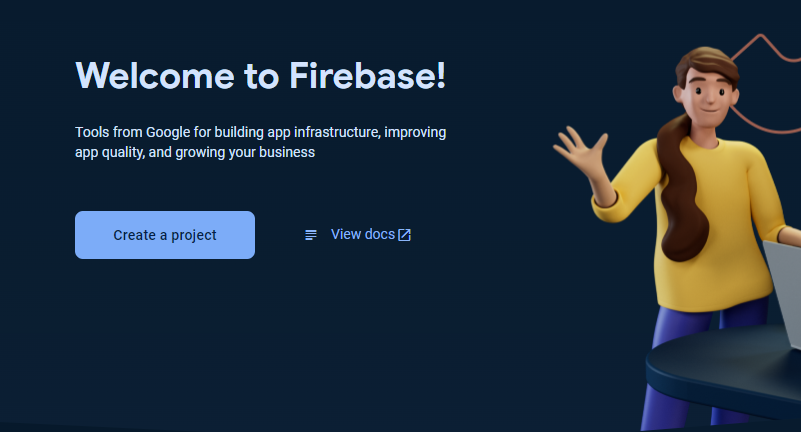 Welcome to Firebase!
Tools from Google for building app infrastructure, improving
app quality, and growing your business
Create a project
View docs